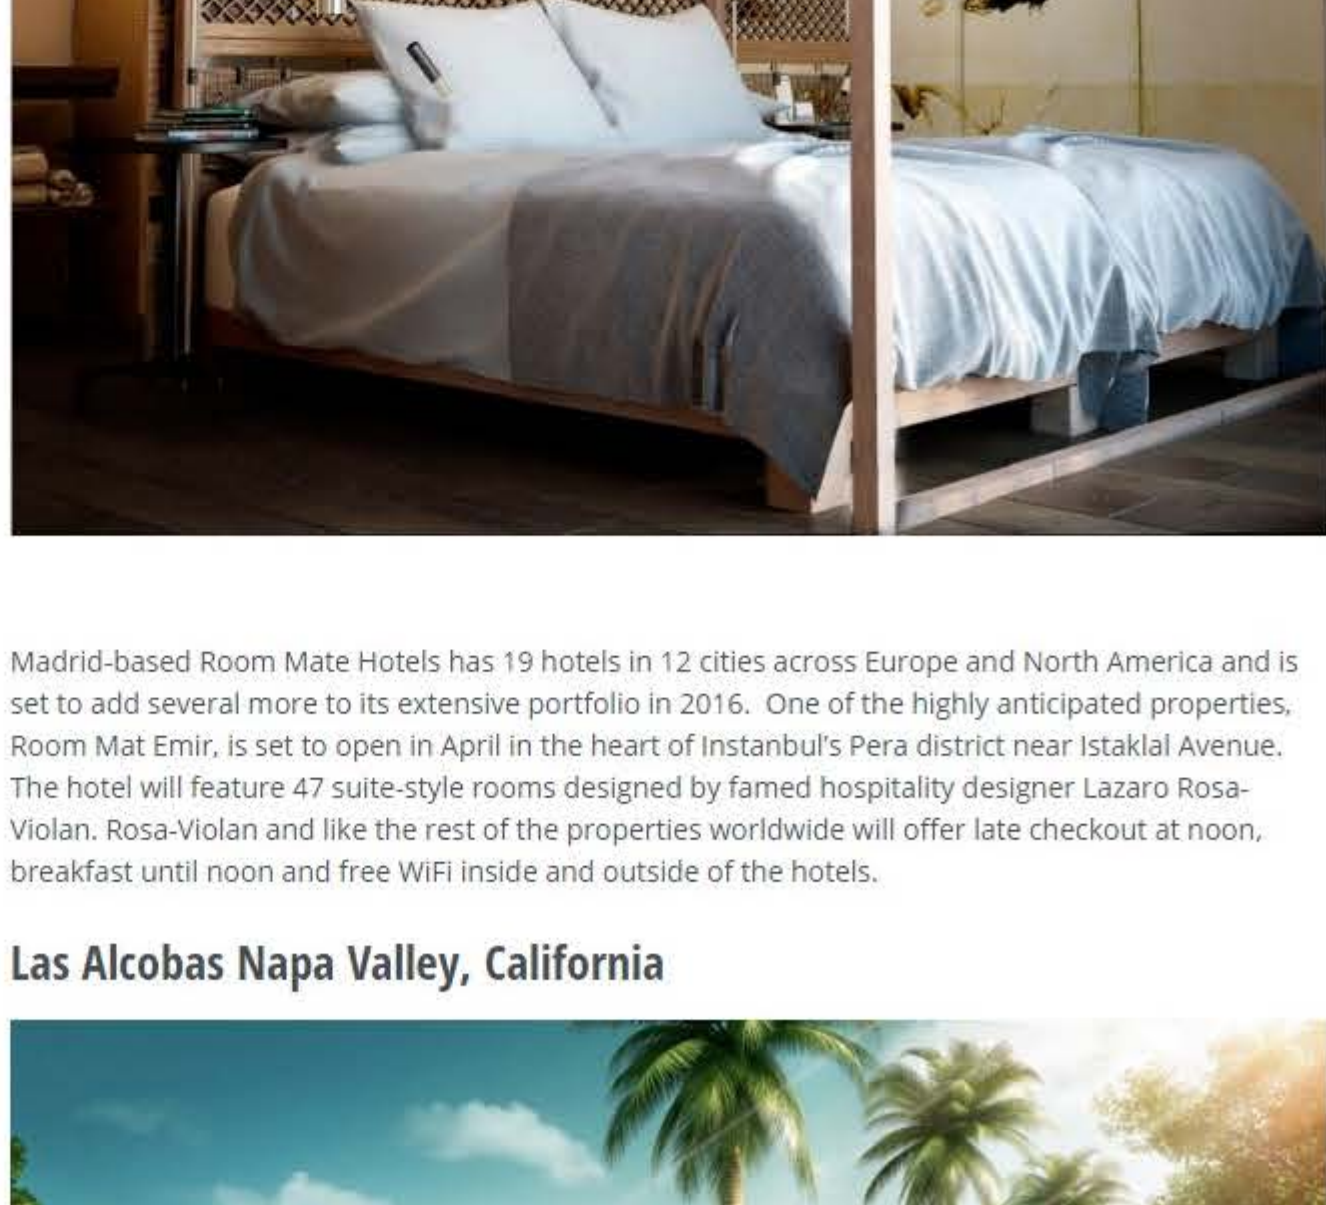 Madrid-based Room Mate Hotels has 19 hotels in 12 cities across Europe and North America and is
set to add several more to its extensive portfolio in 2016.  One of the highly anticipated properties,
Room Mat Emir, is set to open in April in the heart of Instanbul's Pera district near Istaklal Avenue.
The hotel will feature 47 suite-style rooms designed by famed hospitality designer Lazaro Rosa-
Violan. Rosa-Violan and like the rest of the properties worldwide will offer late checkout at noon,
breakfast until noon and free WiFi inside and outside of the hotels.
Las Alcobas Napa Valley, California